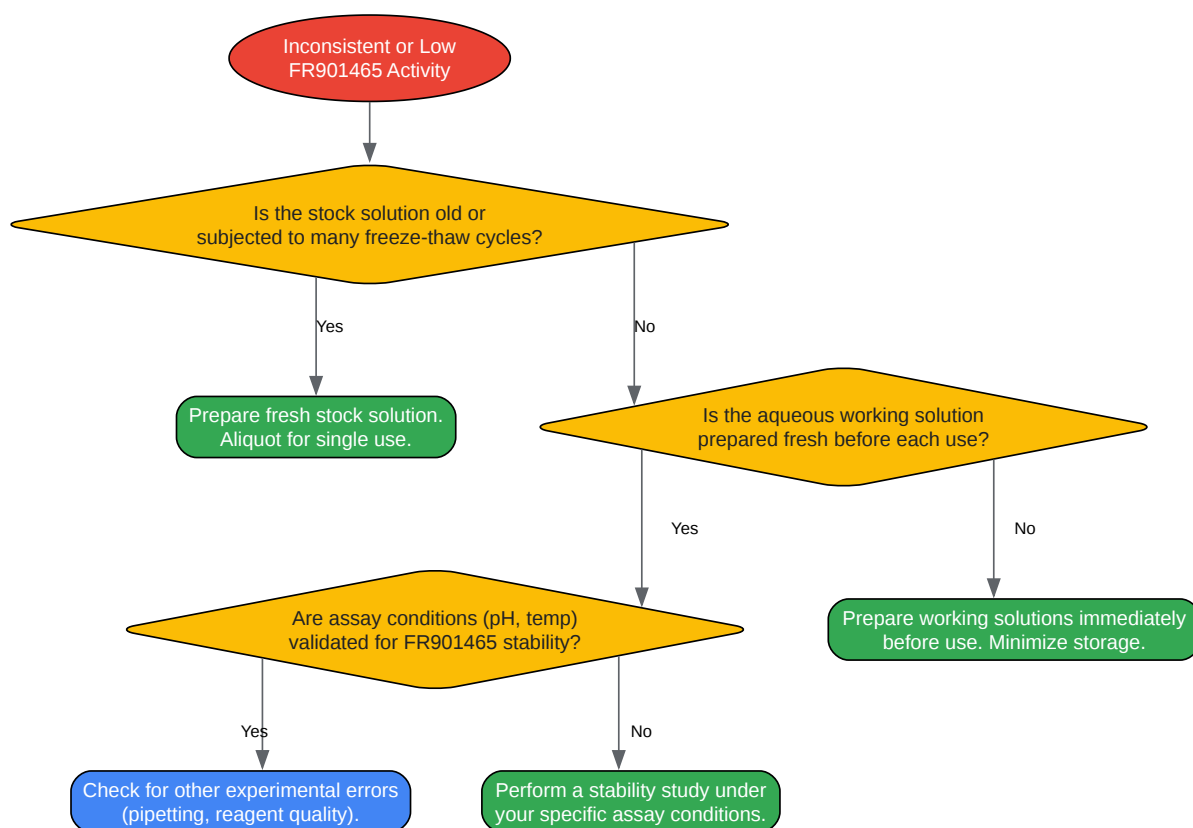 Inconsistent or Low
FR901465 Activity
Is the stock solution old or
subjected to many freeze-thaw cycles?
Yes
No
Prepare fresh stock solution.
Aliquot for single use.
Is the aqueous working solution
prepared fresh before each use?
Yes
No
Are assay conditions (pH, temp)
validated for FR901465 stability?
Prepare working solutions immediately
before use. Minimize storage.
Yes
No
Check for other experimental errors
(pipetting, reagent quality).
Perform a stability study under
your specific assay conditions.